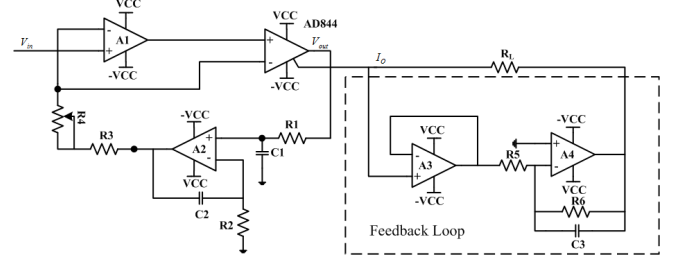 VCC
VCC
AD844
V_in
-
A1
+
+
-
V_out
I_O
R_L
-VCC
-VCC
R4
R3
-VCC
A2
+
-
VCC
R1
C1
C2
R2
VCC
-
A3
+
-VCC
R5
-VCC
+
A4
-
VCC
R6
C3
Feedback Loop